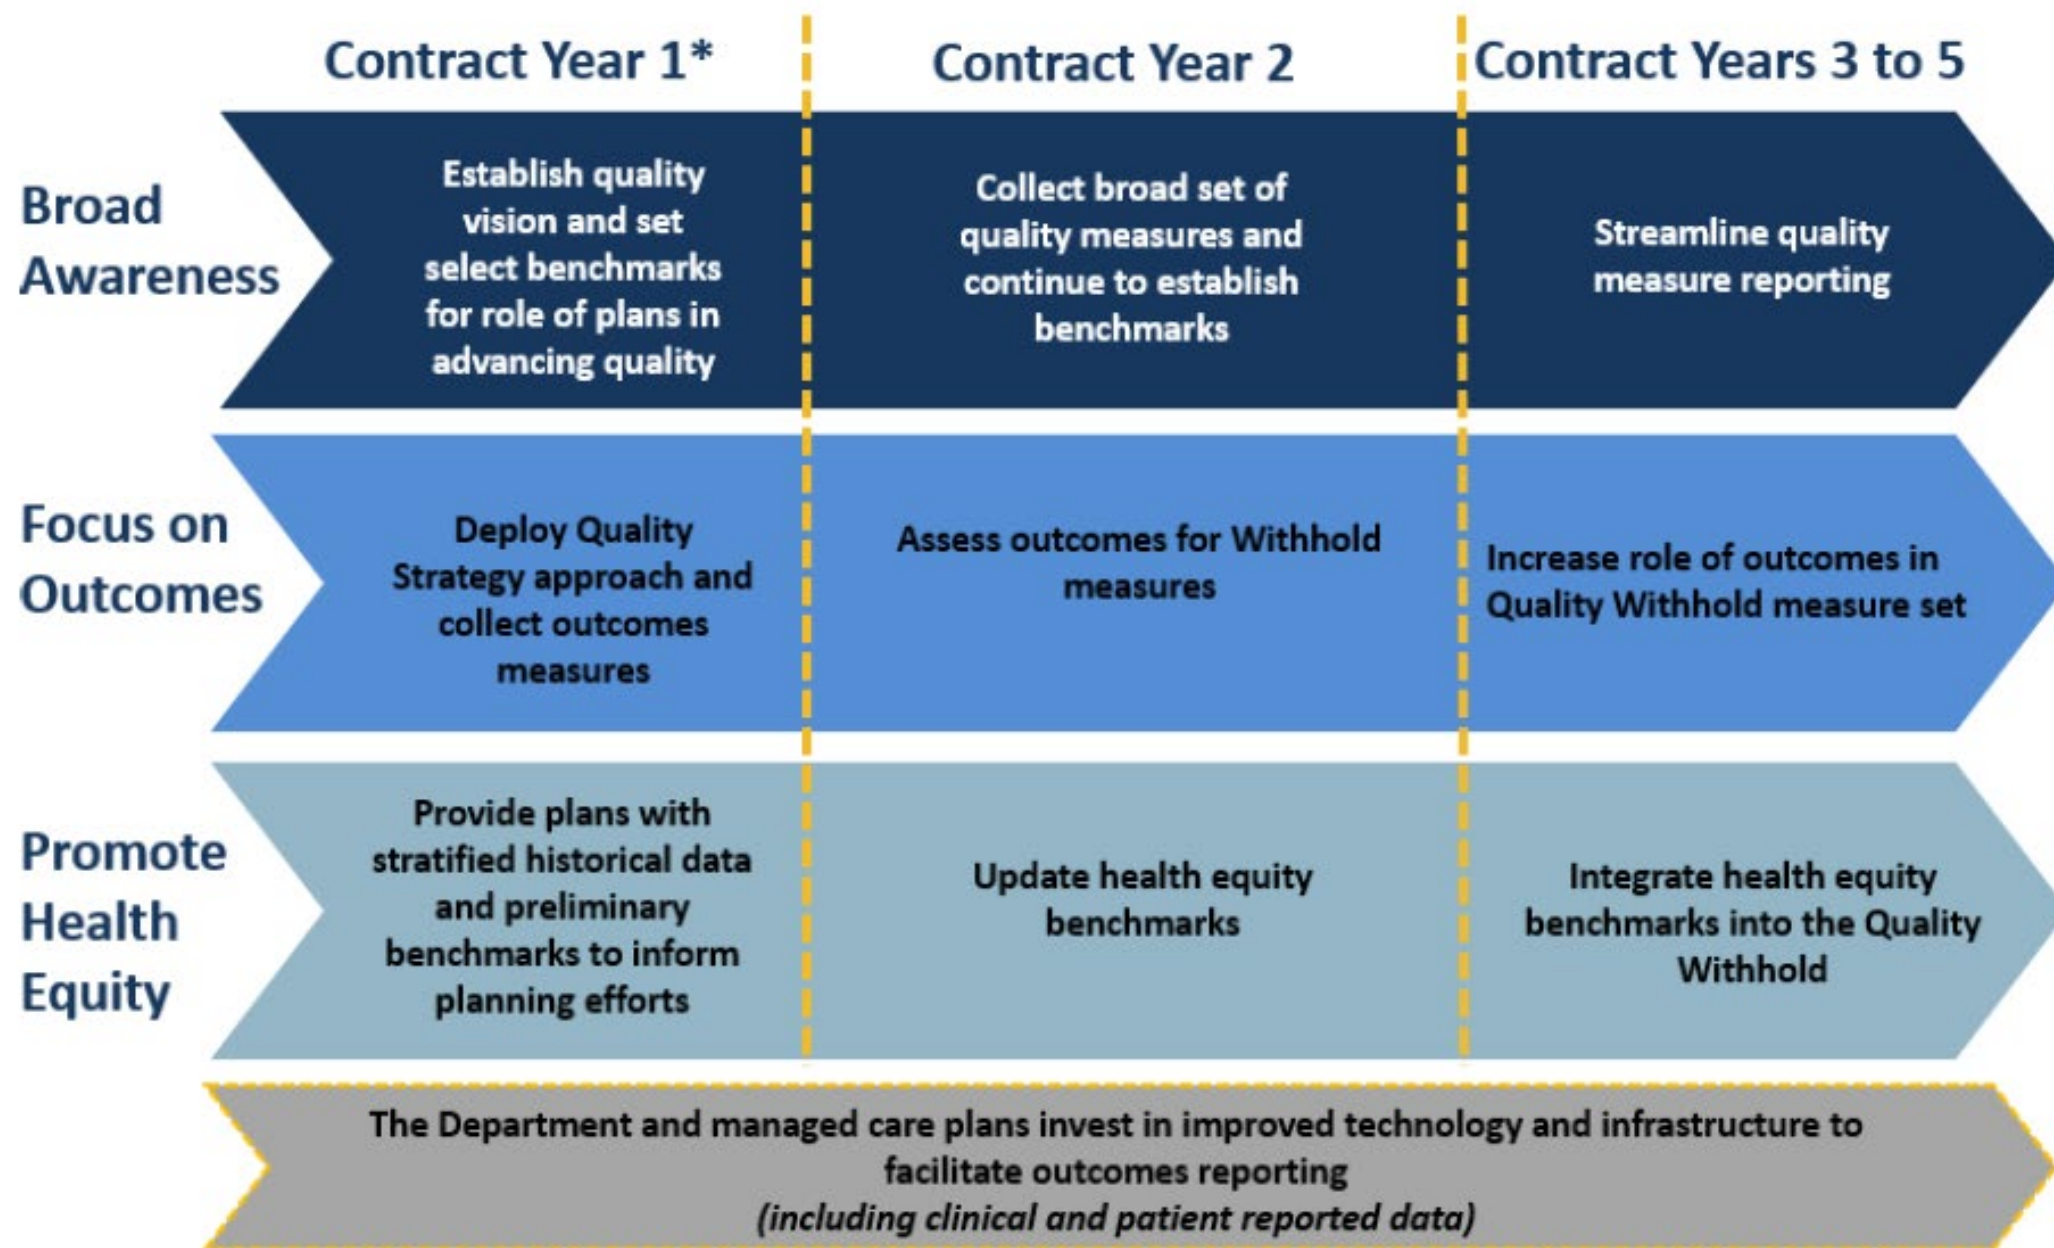 Contract Year 1*
Contract Year 2
Contract Years 3 to 5
Broad
Awareness
Establish quality
vision and set
select benchmarks
for role of plans in
advancing quality
Collect broad set of
quality measures and
continue to establish
benchmarks
Streamline quality
measure reporting
Focus on
Outcomes
Deploy Quality
Strategy approach and
collect outcomes
measures
Assess outcomes for Withhold
measures
Increase role of outcomes in
Quality Withhold measure set
Promote
Health
Equity
Provide plans with
stratified historical data
and preliminary
benchmarks to inform
planning efforts
Update health equity
benchmarks
Integrate health equity
benchmarks into the Quality
Withhold
The Department and managed care plans invest in improved technology and infrastructure to
facilitate outcomes reporting
(including clinical and patient reported data)